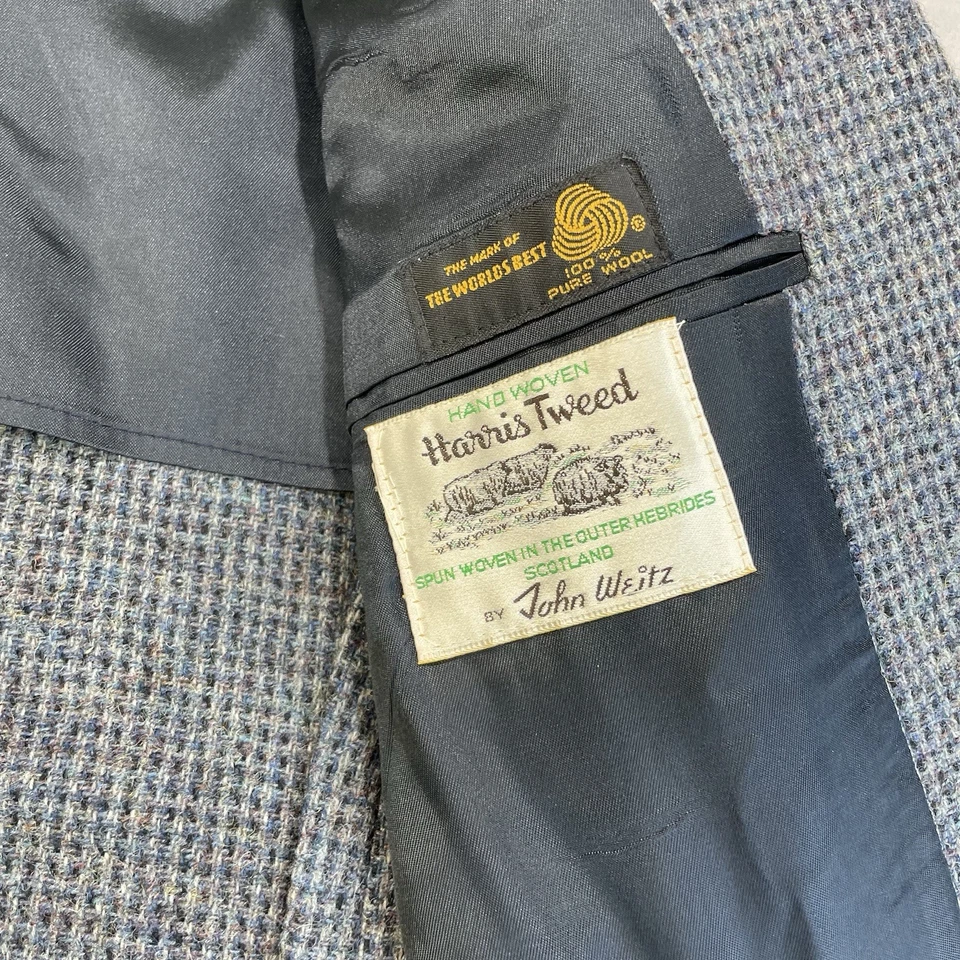 THE MARK OF
THE WORLDS BEST
100%
PURE WOOL
®
HAND WOVEN
Harris Tweed
SPUN WOVEN IN THE OUTER HEBRIDES
SCOTLAND
BY John Weitz